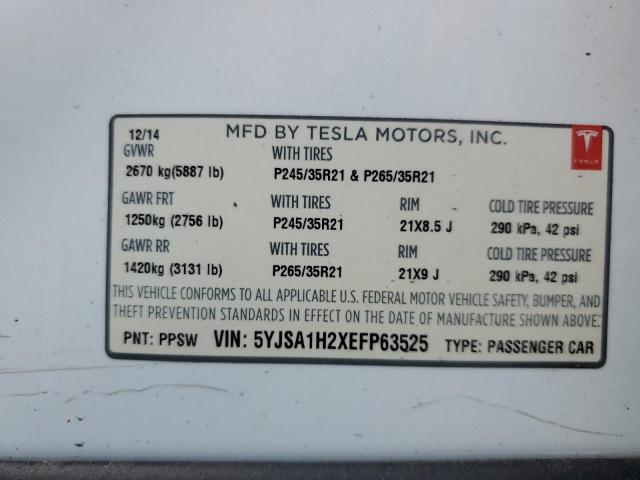 12/14 MFD BY TESLA MOTORS, INC.
TESLA
GVWR WITH TIRES
2670 kg(5887 lb) P245/35R21 & P265/35R21
GAWR FRT WITH TIRES RIM COLD TIRE PRESSURE
1250kg (2756 lb) P245/35R21 21X8.5 J 290 kPa, 42 psi
GAWR RR WITH TIRES RIM COLD TIRE PRESSURE
1420kg (3131 lb) P265/35R21 21X9 J 290 kPa, 42 psi
THIS VEHICLE CONFORMS TO ALL APPLICABLE U.S. FEDERAL MOTOR VEHICLE SAFETY, BUMPER, AND
THEFT PREVENTION STANDARDS IN EFFECT ON THE DATE OF MANUFACTURE SHOWN ABOVE.
PNT: PPSW VIN: 5YJSA1H2XEFP63525 TYPE: PASSENGER CAR